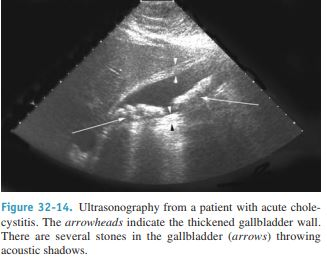 Figure 32-14. Ultrasonography from a patient with acute chole-
cystitis. The arrowheads indicate the thickened gallbladder wall.
There are several stones in the gallbladder (arrows) throwing
acoustic shadows.